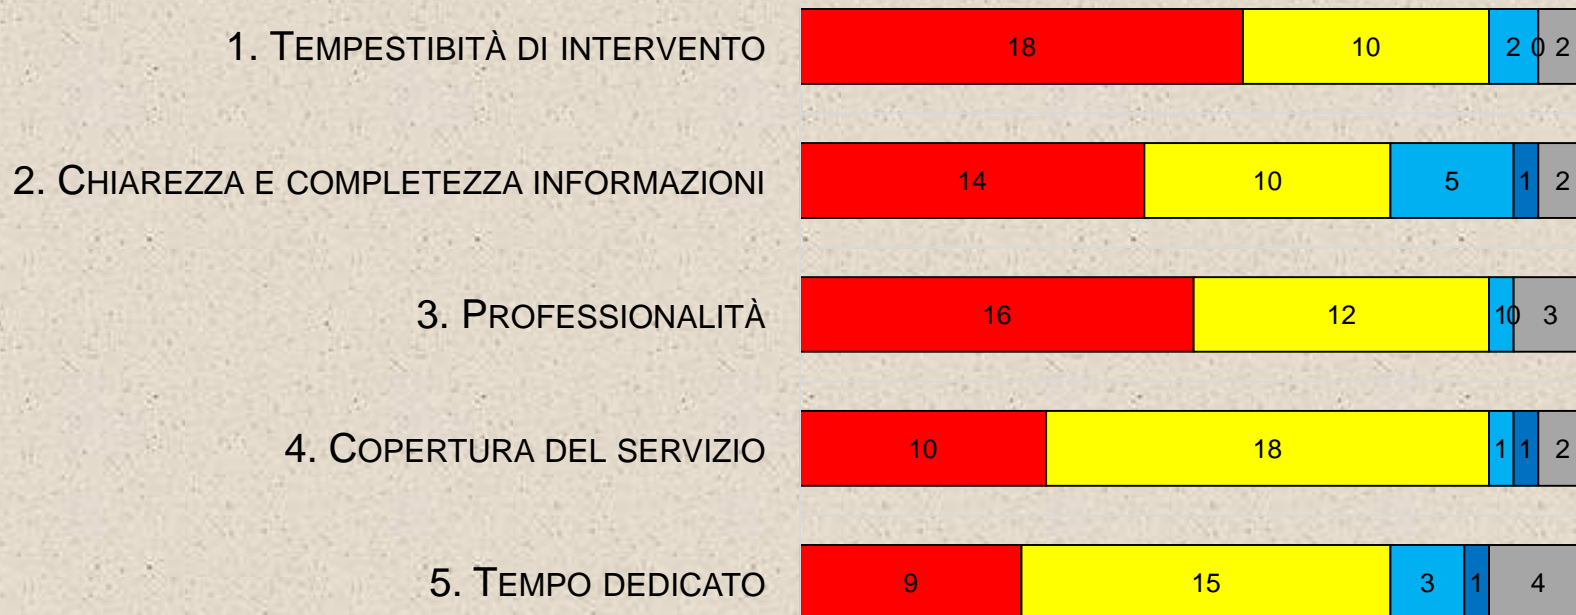 1. TEMPESTIBITÀ DI INTERVENTO 18 10 2 0 2
2. CHIAREZZA E COMPLETEZZA INFORMAZIONI 14 10 5 1 2
3. PROFESSIONALITÀ 16 12 1 0 3
4. COPERTURA DEL SERVIZIO 10 18 1 1 2
5. TEMPO DEDICATO 9 15 3 1 4